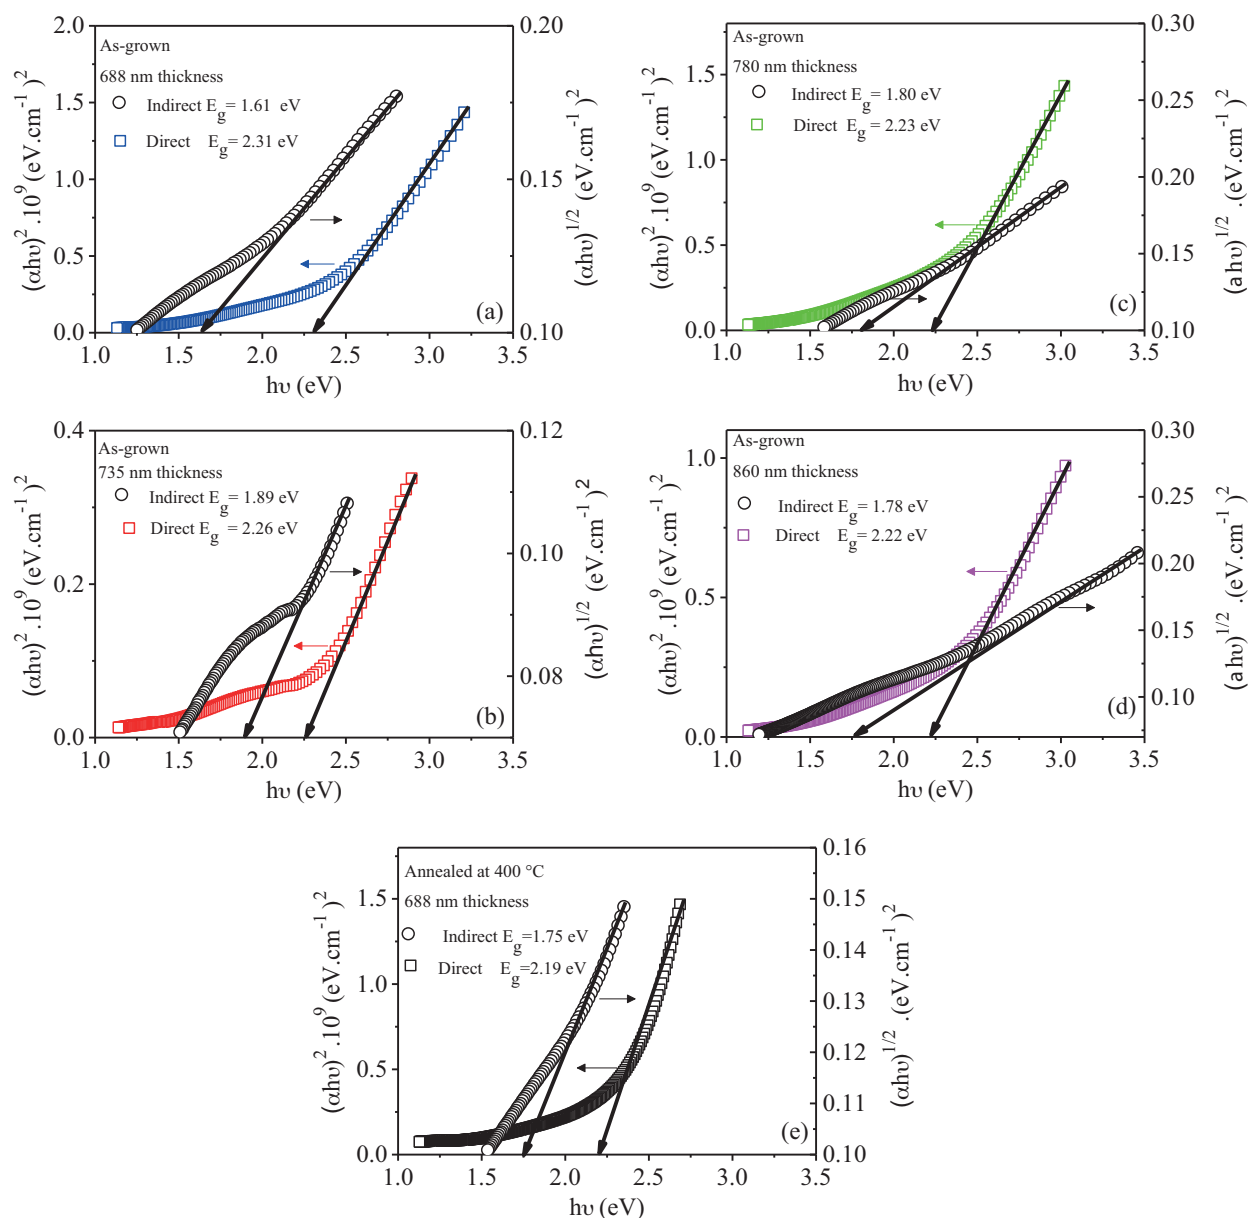 As-grown
688 nm thickness
Indirect E_g= 1.61 eV
Direct E_g= 2.31 eV
(a)
2.0
1.5
1.0
0.5
0.0
(αhυ)² .10⁹ (eV.cm⁻¹)²
0.20
0.15
0.10
(αhυ)^1/2 (eV.cm⁻¹)²
1.0 1.5 2.0 2.5 3.0 3.5
hυ (eV)
As-grown
780 nm thickness
Indirect E_g= 1.80 eV
Direct E_g= 2.23 eV
(c)
1.5
1.0
0.5
0.0
(αhυ)² .10⁹ (eV.cm⁻¹)²
0.30
0.25
0.20
0.15
0.10
(ahυ)^1/2 .(eV.cm⁻¹)²
1.0 1.5 2.0 2.5 3.0 3.5
hυ (eV)
As-grown
735 nm thickness
Indirect E_g= 1.89 eV
Direct E_g = 2.26 eV
(b)
0.4
0.2
0.0
(αhυ)² .10⁹ (eV.cm⁻¹)²
0.12
0.10
0.08
(αhυ)^1/2 (eV.cm⁻¹)²
1.0 1.5 2.0 2.5 3.0 3.5
hυ (eV)
As-grown
860 nm thickness
Indirect E_g= 1.78 eV
Direct E_g= 2.22 eV
(d)
1.0
0.5
0.0
(αhυ)² .10⁹ (eV.cm⁻¹)²
0.30
0.25
0.20
0.15
0.10
(ahυ)^1/2 .(eV.cm⁻¹)²
1.0 1.5 2.0 2.5 3.0 3.5
hυ (eV)
Annealed at 400 °C
688 nm thickness
Indirect E_g=1.75 eV
Direct E_g=2.19 eV
(e)
1.5
1.0
0.5
0.0
(αhυ)² .10⁹ (eV.cm⁻¹)²
0.16
0.15
0.14
0.13
0.12
0.11
0.10
(αhυ)^1/2 .(eV.cm⁻¹)²
1.0 1.5 2.0 2.5 3.0 3.5
hυ (eV)